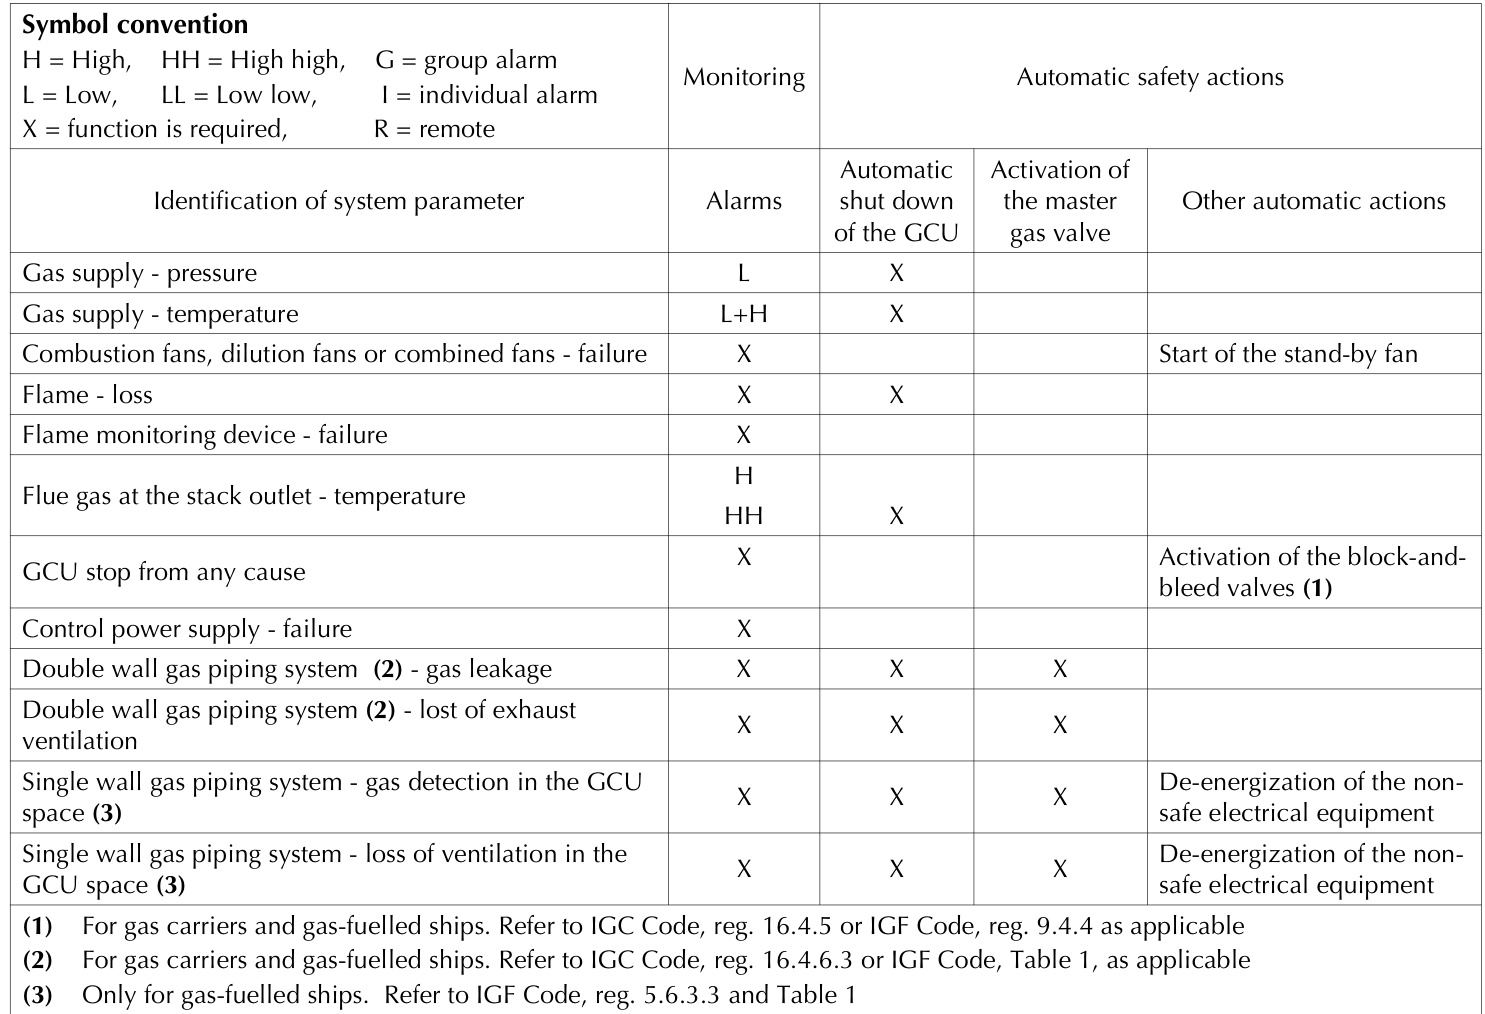 Symbol convention
H = High, HH = High high, G = group alarm
L = Low, LL = Low low, I = individual alarm
X = function is required, R = remote
Monitoring
Automatic safety actions
Identification of system parameter
Alarms
Automatic
shut down
of the GCU
Activation of
the master
gas valve
Other automatic actions
Gas supply - pressure L X
Gas supply - temperature L+H X
Combustion fans, dilution fans or combined fans - failure X Start of the stand-by fan
Flame - loss X X
Flame monitoring device - failure X
Flue gas at the stack outlet - temperature
H
HH X
GCU stop from any cause
X
Activation of the block-and-
bleed valves (1)
Control power supply - failure X
Double wall gas piping system (2) - gas leakage X X X
Double wall gas piping system (2) - lost of exhaust
ventilation
X X X
Single wall gas piping system - gas detection in the GCU
space (3)
X X X
De-energization of the non-
safe electrical equipment
Single wall gas piping system - loss of ventilation in the
GCU space (3)
X X X
De-energization of the non-
safe electrical equipment
(1) For gas carriers and gas-fuelled ships. Refer to IGC Code, reg. 16.4.5 or IGF Code, reg. 9.4.4 as applicable
(2) For gas carriers and gas-fuelled ships. Refer to IGC Code, reg. 16.4.6.3 or IGF Code, Table 1, as applicable
(3) Only for gas-fuelled ships. Refer to IGF Code, reg. 5.6.3.3 and Table 1